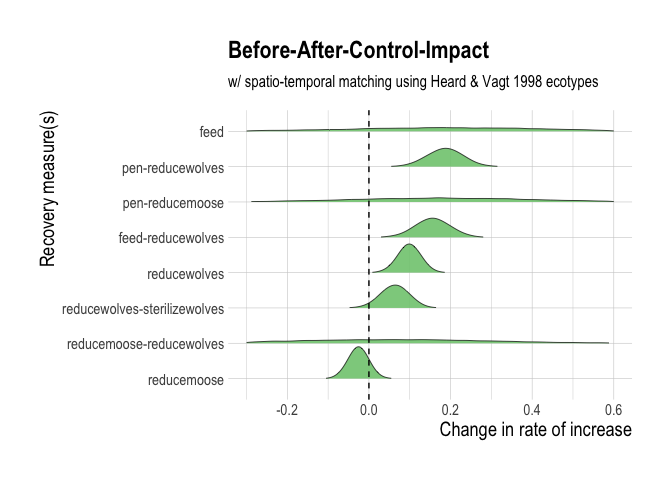 Before-After-Control-Impact
w/ spatio-temporal matching using Heard & Vagt 1998 ecotypes
Recovery measure(s)
feed
pen-reducewolves
pen-reducemoose
feed-reducewolves
reducewolves
reducewolves-sterilizewolves
reducemoose-reducewolves
reducemoose
-0.2 0.0 0.2 0.4 0.6
Change in rate of increase